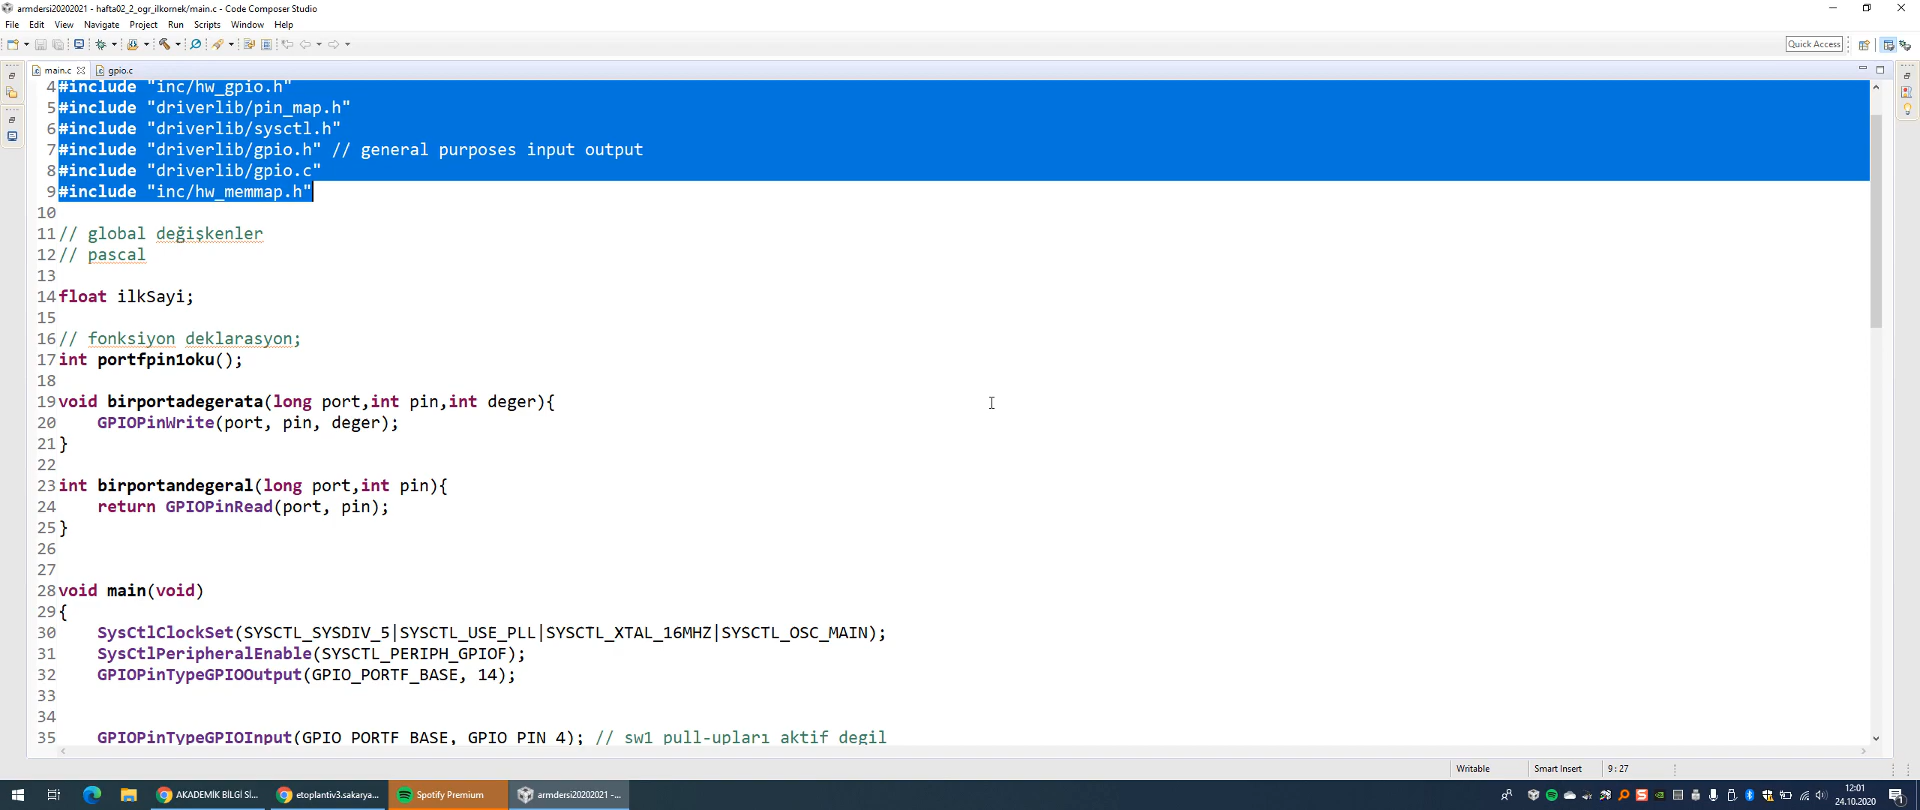 armdersi20202021 - hafta02_2_ogr_ilkornek/main.c - Code Composer Studio
File Edit View Navigate Project Run Scripts Window Help
Quick Access
main.c gpio.c
4 #include "inc/hw_gpio.h"
5 #include "driverlib/pin_map.h"
6 #include "driverlib/sysctl.h"
7 #include "driverlib/gpio.h" // general purposes input output
8 #include "driverlib/gpio.c"
9 #include "inc/hw_memmap.h"
10
11 // global değişkenler
12 // pascal
13
14 float ilkSayi;
15
16 // fonksiyon deklarasyon;
17 int portfpin1oku();
18
19 void birportadegerata(long port,int pin,int deger){
20 GPIOPinWrite(port, pin, deger);
21 }
22
23 int birportandegeral(long port,int pin){
24 return GPIOPinRead(port, pin);
25 }
26
27
28 void main(void)
29 {
30 SysCtlClockSet(SYSCTL_SYSDIV_5|SYSCTL_USE_PLL|SYSCTL_XTAL_16MHZ|SYSCTL_OSC_MAIN);
31 SysCtlPeripheralEnable(SYSCTL_PERIPH_GPIOF);
32 GPIOPinTypeGPIOOutput(GPIO_PORTF_BASE, 14);
33
34
35 GPIOPinTypeGPIOInput(GPIO_PORTF_BASE, GPIO_PIN_4); // sw1 pull-upları aktif degil
Writable Smart Insert 9 : 27
AKADEMİK BİLGİ Sİ... etoplantiv3.sakarya... Spotify Premium armdersi20202021 -... 12:01
24.10.2020